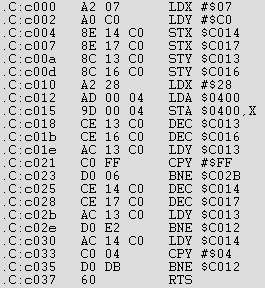 .C:c000 A2 07 LDX #$07
.C:c002 A0 C0 LDY #$C0
.C:c004 8E 14 C0 STX $C014
.C:c007 8E 17 C0 STX $C017
.C:c00a 8C 13 C0 STY $C013
.C:c00d 8C 16 C0 STY $C016
.C:c010 A2 28 LDX #$28
.C:c012 AD 00 04 LDA $0400
.C:c015 9D 00 04 STA $0400,X
.C:c018 CE 13 C0 DEC $C013
.C:c01b CE 16 C0 DEC $C016
.C:c01e AC 13 C0 LDY $C013
.C:c021 C0 FF CPY #$FF
.C:c023 D0 06 BNE $C02B
.C:c025 CE 14 C0 DEC $C014
.C:c028 CE 17 C0 DEC $C017
.C:c02b AC 13 C0 LDY $C013
.C:c02e D0 E2 BNE $C012
.C:c030 AC 14 C0 LDY $C014
.C:c033 C0 04 CPY #$04
.C:c035 D0 DB BNE $C012
.C:c037 60 RTS